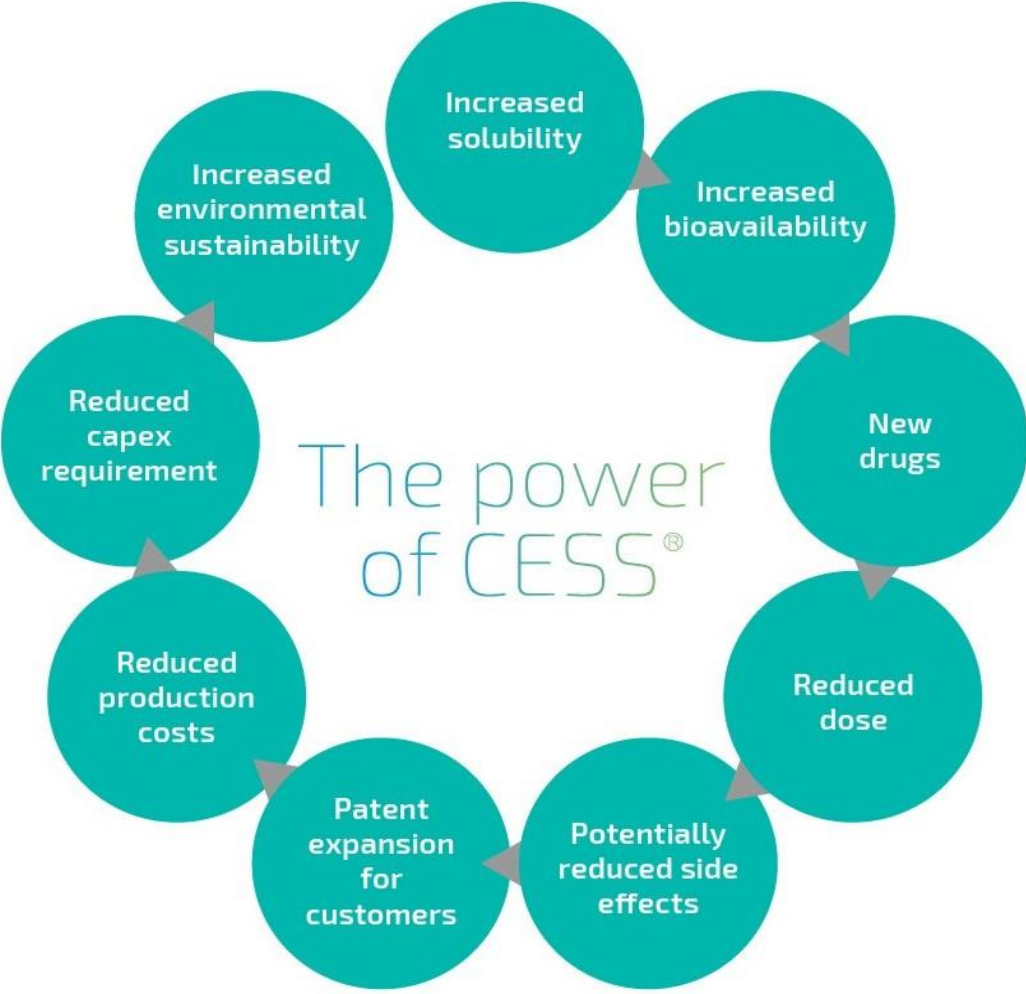 Increased
solubility
Increased
bioavailability
New
drugs
Reduced
dose
Potentially
reduced side
effects
Patent
expansion
for
customers
Reduced
production
costs
Reduced
capex
requirement
Increased
environmental
sustainability
The power
of CESS®